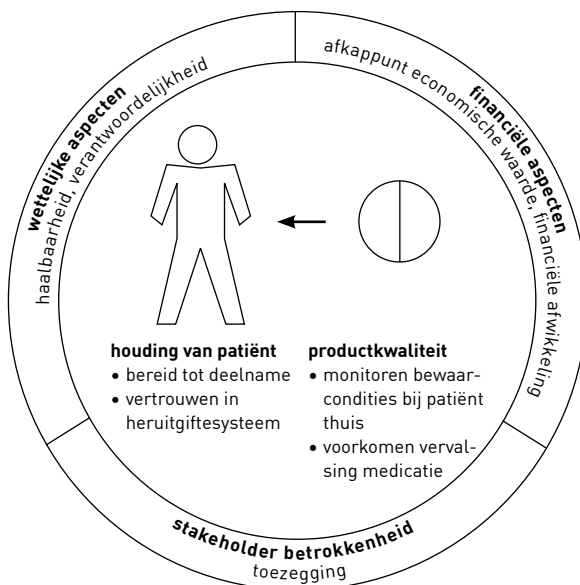 wettelijke aspecten
haalbaarheid, verantwoordelijkheid
financiële aspecten
afkappunt economische waarde, financiële afwikkeling
houding van patiënt
• bereid tot deelname
• vertrouwen in
heruitgiftesysteem
productkwaliteit
• monitoren bewaar-
condities bij patiënt
thuis
• voorkomen verval-
sing medicatie
stakeholder betrokkenheid
toezegging